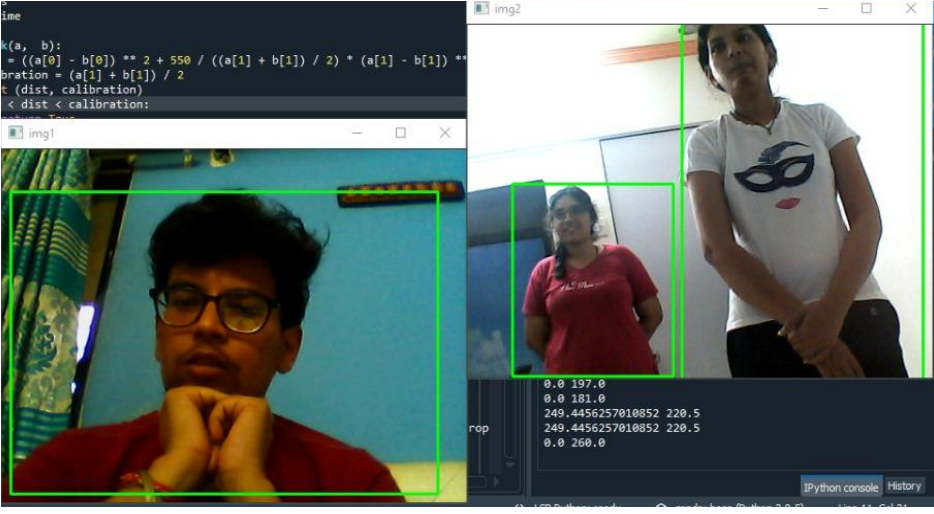 ime
k(a, b):
= ((a[0] - b[0]) ** 2 + 550 / ((a[1] + b[1]) / 2) * (a[1] - b[1]) **
bration = (a[1] + b[1]) / 2
t (dist, calibration)
< dist < calibration:
return True
img1
img2
rop
0.0 197.0
0.0 181.0
249.4456257010852 220.5
249.4456257010852 220.5
0.0 260.0
IPython console
History